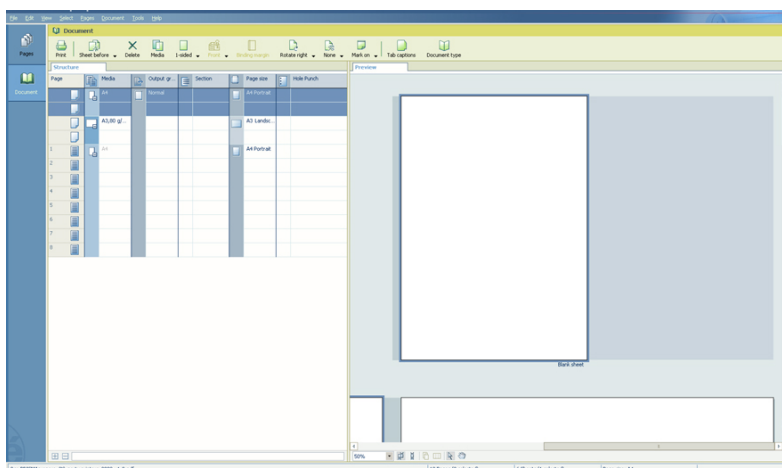 File Edit View Select Pages Document Tools Help
Document
Pages
Document
Print Sheet before Delete Media 1-sided Front Binding margin Rotate right None Mark on Tab captions Document type
Structure
Preview
Page Media Output gr... Section Page size Hole Punch
A4 Normal A4 Portrait
A3,80 g/... A3 Landsc...
1 A4 A4 Portrait
2
3
4
5
6
7
8
Blank sheet
50%